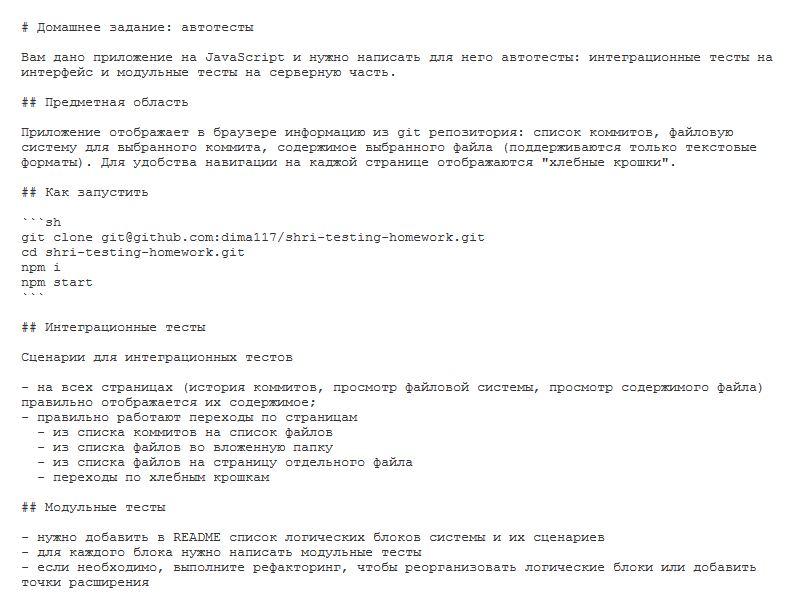 # Домашнее задание: автотесты
Вам дано приложение на JavaScript и нужно написать для него автотесты: интеграционные тесты на
интерфейс и модульные тесты на серверную часть.
## Предметная область
Приложение отображает в браузере информацию из git репозитория: список коммитов, файловую
систему для выбранного коммита, содержимое выбранного файла (поддерживаются только текстовые
форматы). Для удобства навигации на каджой странице отображаются "хлебные крошки".
## Как запустить
```sh
git clone git@github.com:dima117/shri-testing-homework.git
cd shri-testing-homework.git
npm i
npm start
```
## Интеграционные тесты
Сценарии для интеграционных тестов
- на всех страницах (история коммитов, просмотр файловой системы, просмотр содержимого файла)
правильно отображается их содержимое;
- правильно работают переходы по страницам
  - из списка коммитов на список файлов
  - из списка файлов во вложенную папку
  - из списка файлов на страницу отдельного файла
  - переходы по хлебным крошкам
## Модульные тесты
- нужно добавить в README список логических блоков системы и их сценариев
- для каждого блока нужно написать модульные тесты
- если необходимо, выполните рефакторинг, чтобы реорганизовать логические блоки или добавить
точки расширения